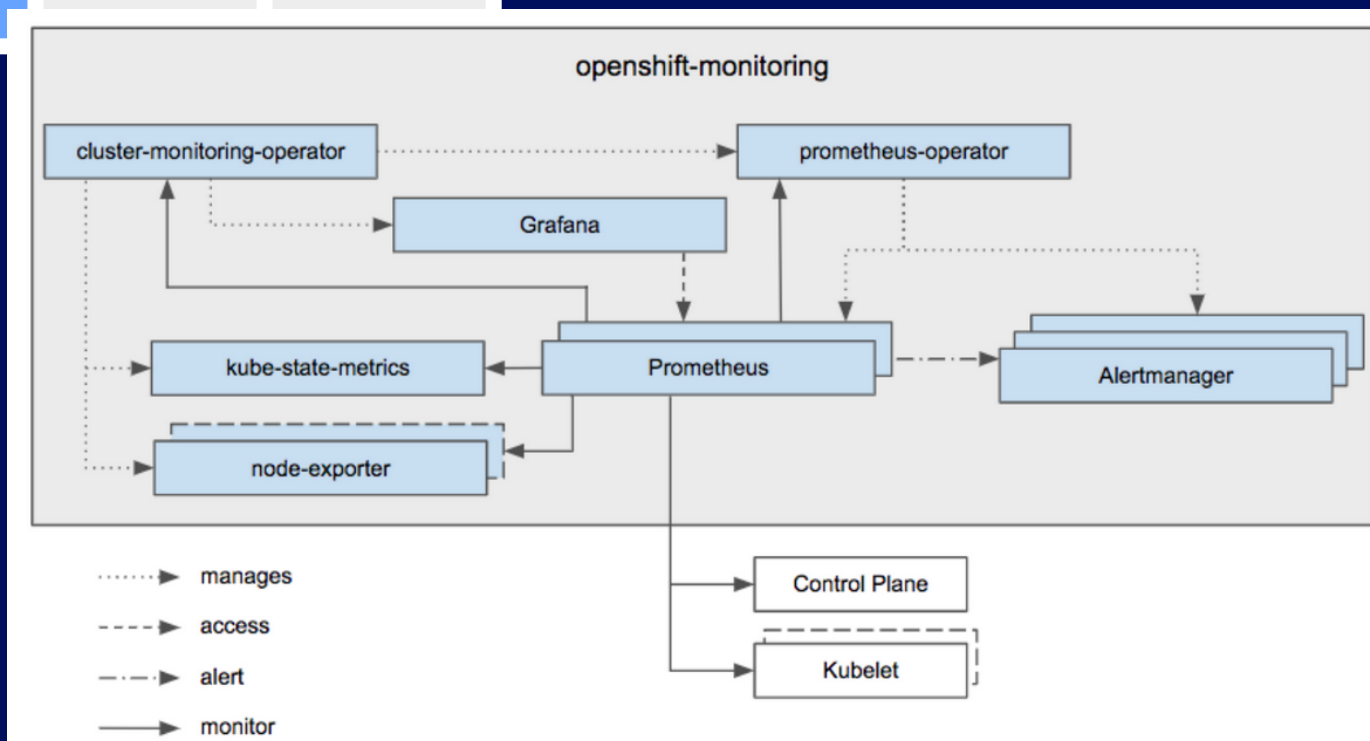 openshift-monitoring
cluster-monitoring-operator
prometheus-operator
Grafana
kube-state-metrics
Prometheus
Alertmanager
node-exporter
manages
access
alert
monitor
Control Plane
Kubelet